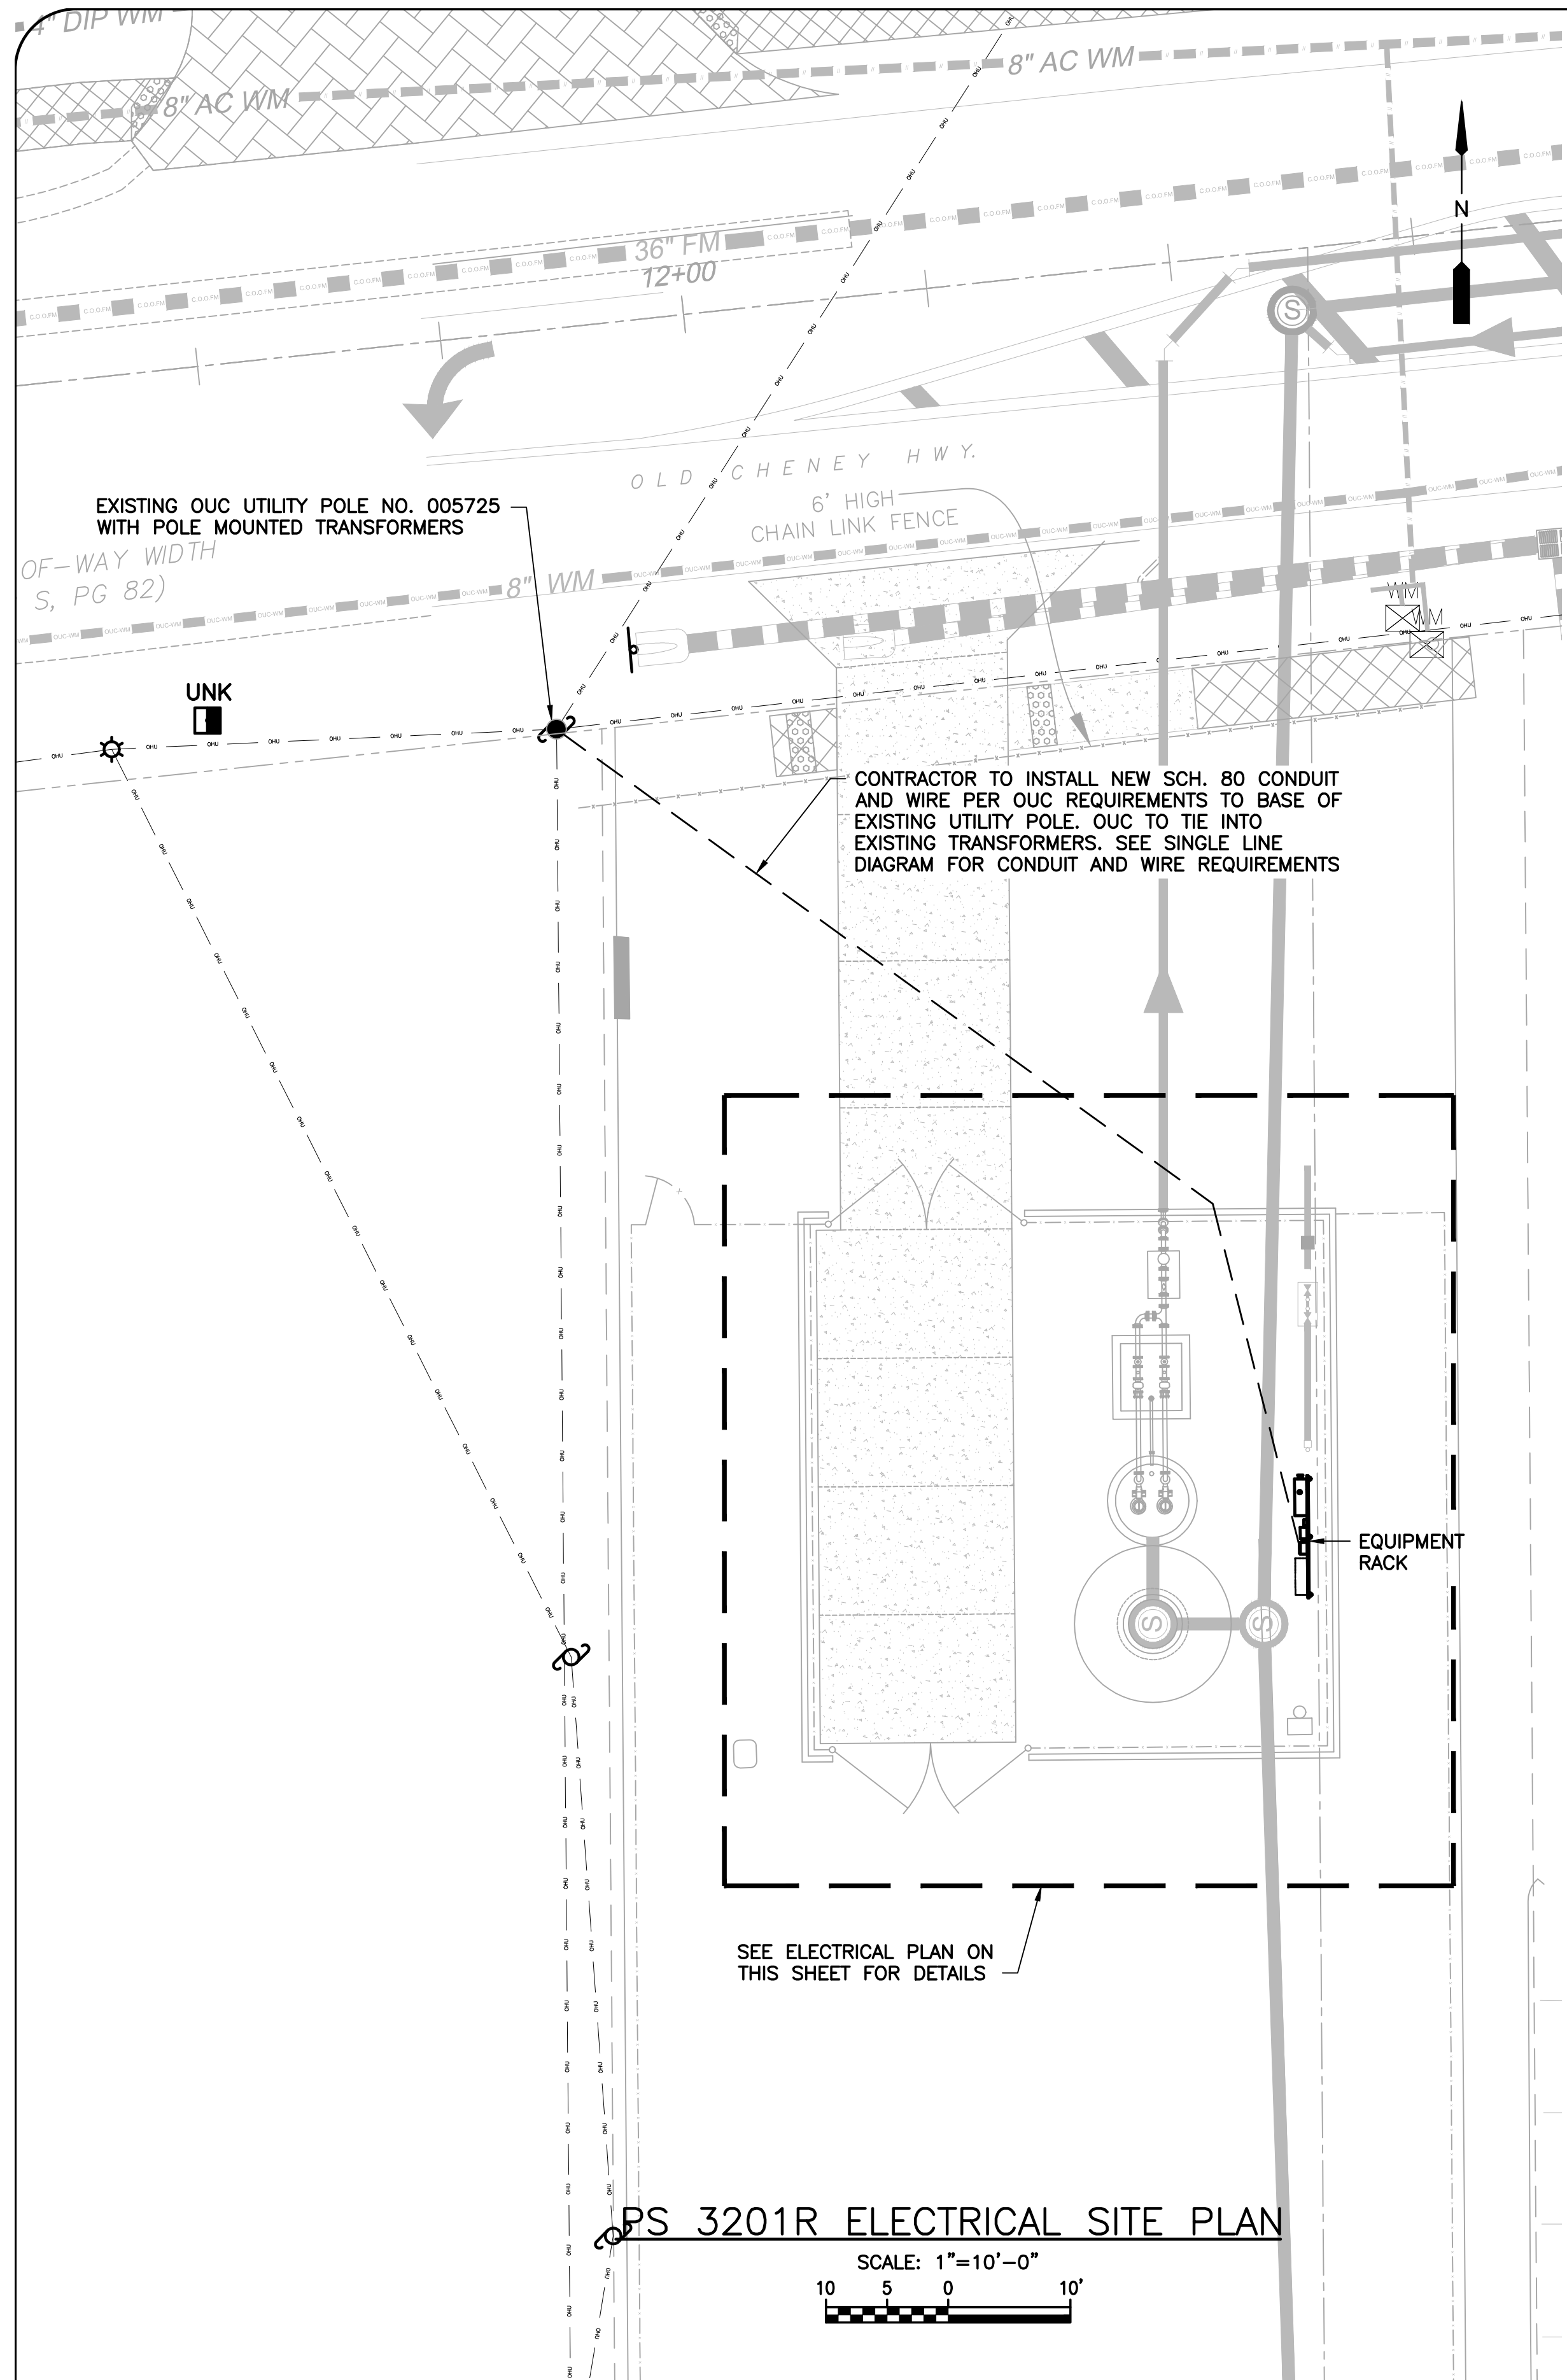 4" DIP WM
8" AC WM
8" AC WM
N
36" FM
12+00
S
OLD CHENEY HWY.
6' HIGH
CHAIN LINK FENCE
EXISTING OUC UTILITY POLE NO. 005725
WITH POLE MOUNTED TRANSFORMERS
OF-WAY WIDTH
S, PG 82)
8" WM
WM
WM
UNK
CONTRACTOR TO INSTALL NEW SCH. 80 CONDUIT
AND WIRE PER OUC REQUIREMENTS TO BASE OF
EXISTING UTILITY POLE. OUC TO TIE INTO
EXISTING TRANSFORMERS. SEE SINGLE LINE
DIAGRAM FOR CONDUIT AND WIRE REQUIREMENTS
EQUIPMENT
RACK
S
S
SEE ELECTRICAL PLAN ON
THIS SHEET FOR DETAILS
PS 3201R ELECTRICAL SITE PLAN
SCALE: 1"=10'-0"
10 5 0 10'